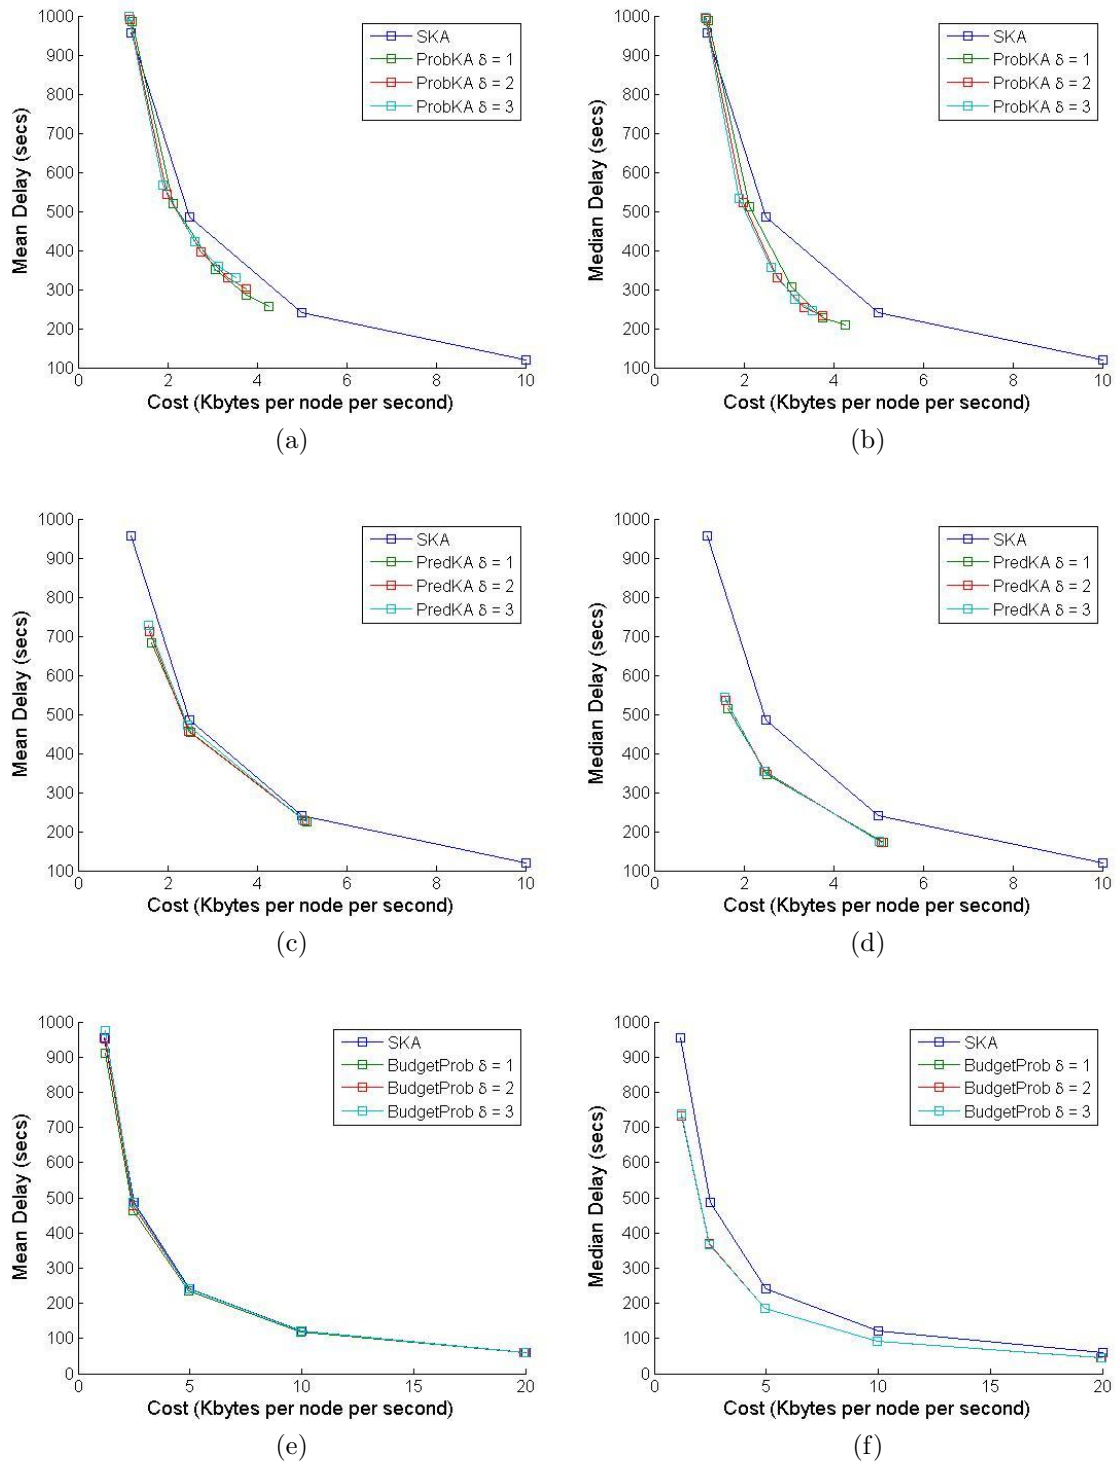 1000
900
800
700
600
500
400
300
200
100
0 2 4 6 8 10
Mean Delay (secs)
Cost (Kbytes per node per second)
SKA
ProbKA δ = 1
ProbKA δ = 2
ProbKA δ = 3
(a)
1000
900
800
700
600
500
400
300
200
100
0 2 4 6 8 10
Median Delay (secs)
Cost (Kbytes per node per second)
SKA
ProbKA δ = 1
ProbKA δ = 2
ProbKA δ = 3
(b)
1000
900
800
700
600
500
400
300
200
100
0 2 4 6 8 10
Mean Delay (secs)
Cost (Kbytes per node per second)
SKA
PredKA δ = 1
PredKA δ = 2
PredKA δ = 3
(c)
1000
900
800
700
600
500
400
300
200
100
0 2 4 6 8 10
Median Delay (secs)
Cost (Kbytes per node per second)
SKA
PredKA δ = 1
PredKA δ = 2
PredKA δ = 3
(d)
1000
900
800
700
600
500
400
300
200
100
0
0 5 10 15 20
Mean Delay (secs)
Cost (Kbytes per node per second)
SKA
BudgetProb δ = 1
BudgetProb δ = 2
BudgetProb δ = 3
(e)
1000
900
800
700
600
500
400
300
200
100
0
0 5 10 15 20
Median Delay (secs)
Cost (Kbytes per node per second)
SKA
BudgetProb δ = 1
BudgetProb δ = 2
BudgetProb δ = 3
(f)